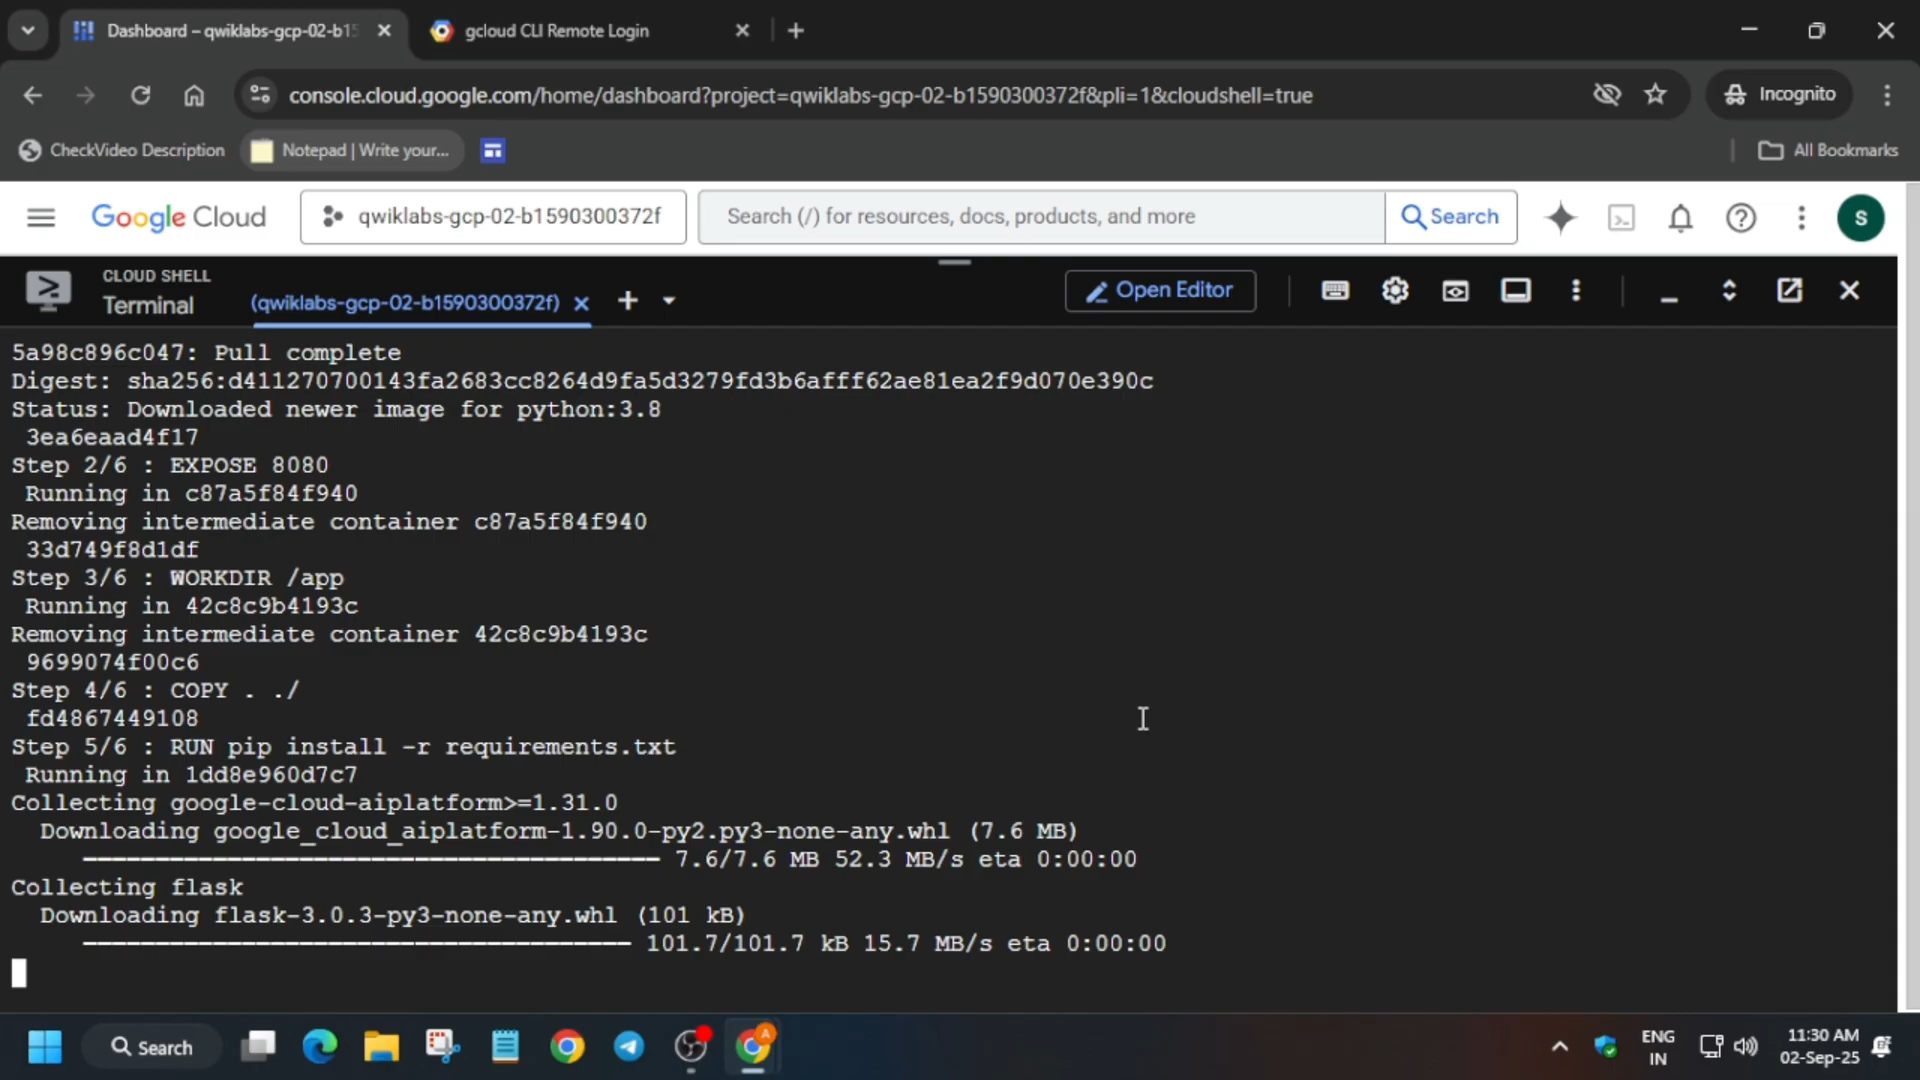 Dashboard – qwiklabs-gcp-02-b15
gcloud CLI Remote Login
console.cloud.google.com/home/dashboard?project=qwiklabs-gcp-02-b1590300372f&pli=1&cloudshell=true
Incognito
CheckVideo Description
Notepad | Write your...
All Bookmarks
Google Cloud
qwiklabs-gcp-02-b1590300372f
Search (/) for resources, docs, products, and more
Search
S
CLOUD SHELL
Terminal
(qwiklabs-gcp-02-b1590300372f)
Open Editor
5a98c896c047: Pull complete
Digest: sha256:d411270700143fa2683cc8264d9fa5d3279fd3b6afff62ae81ea2f9d070e390c
Status: Downloaded newer image for python:3.8
3ea6eaad4f17
Step 2/6 : EXPOSE 8080
Running in c87a5f84f940
Removing intermediate container c87a5f84f940
33d749f8d1df
Step 3/6 : WORKDIR /app
Running in 42c8c9b4193c
Removing intermediate container 42c8c9b4193c
9699074f00c6
Step 4/6 : COPY . ./
fd4867449108
Step 5/6 : RUN pip install -r requirements.txt
Running in 1dd8e960d7c7
Collecting google-cloud-aiplatform>=1.31.0
Downloading google_cloud_aiplatform-1.90.0-py2.py3-none-any.whl (7.6 MB)
7.6/7.6 MB 52.3 MB/s eta 0:00:00
Collecting flask
Downloading flask-3.0.3-py3-none-any.whl (101 kB)
101.7/101.7 kB 15.7 MB/s eta 0:00:00
Search
A
ENG
IN
11:30 AM
02-Sep-25